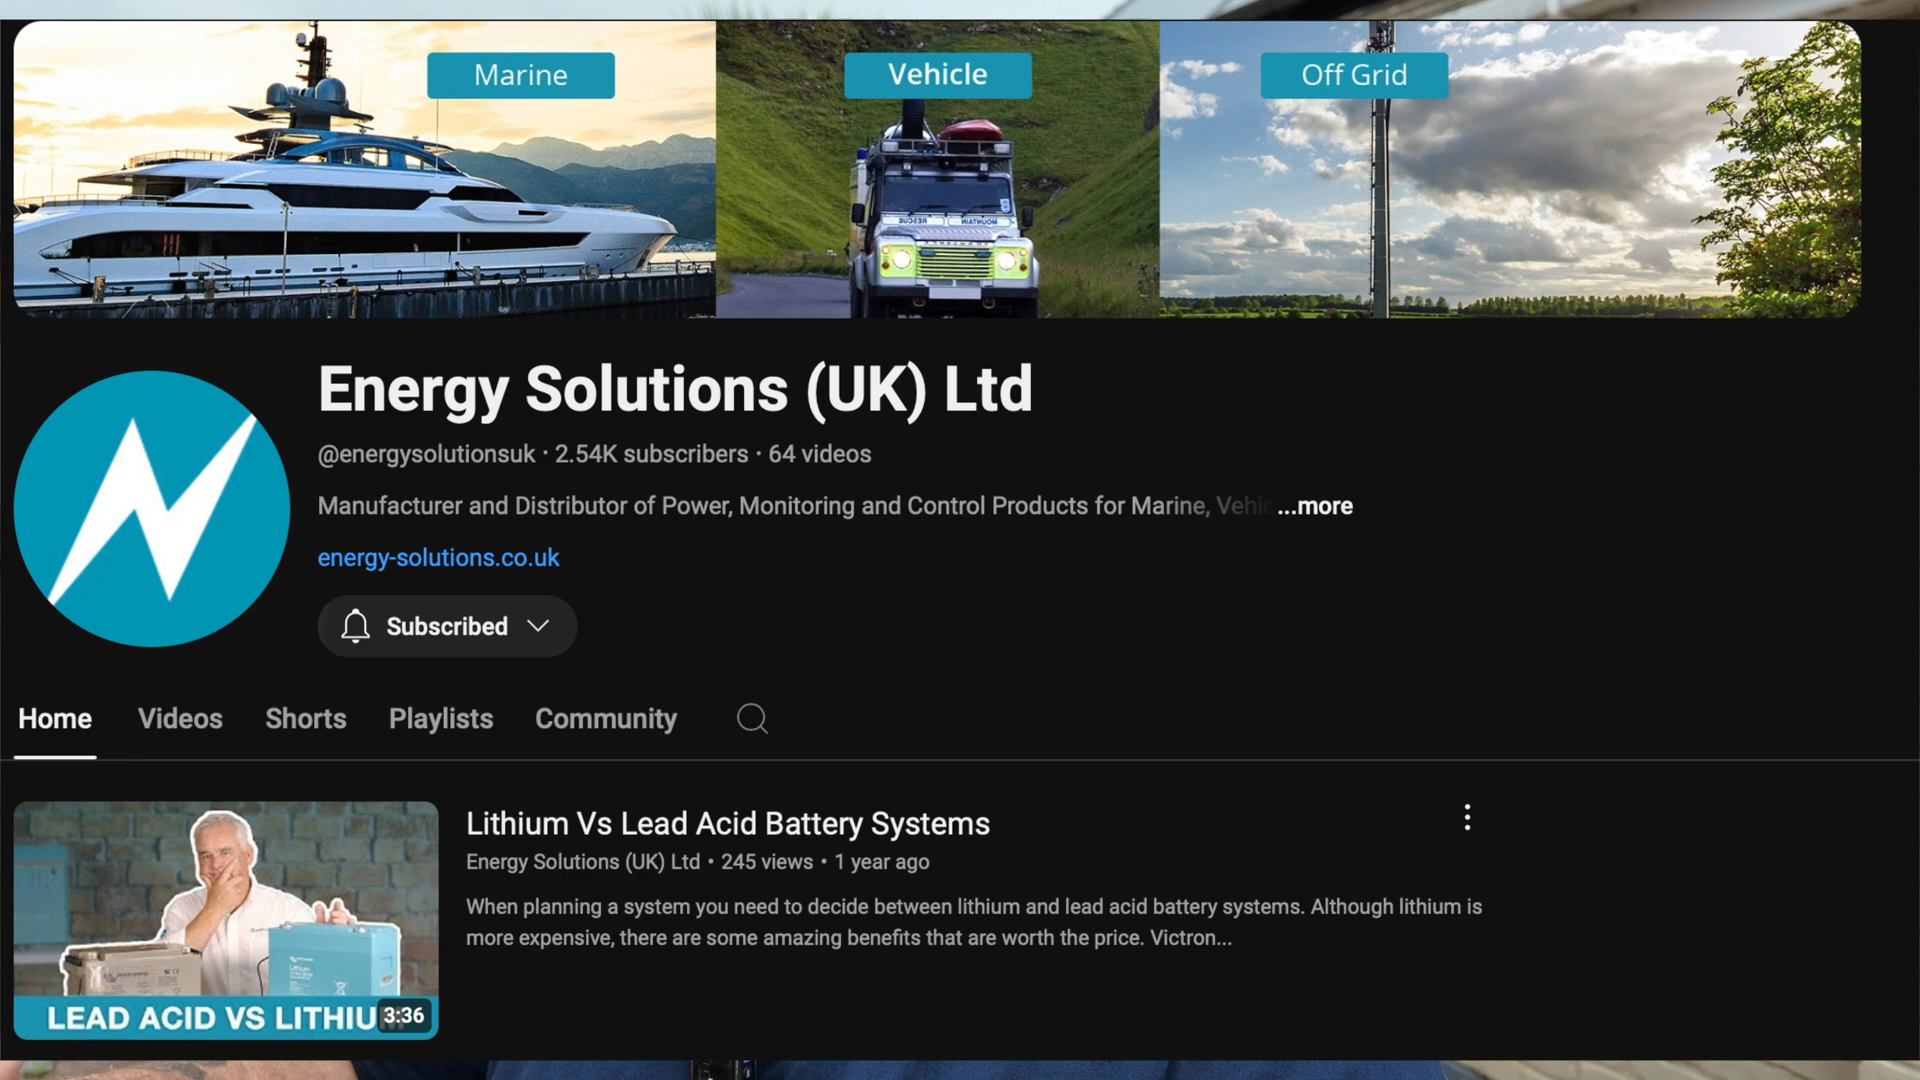 Marine
Vehicle
Off Grid
MOUNTAIN
RESCUE
Energy Solutions (UK) Ltd
@energysolutionsuk · 2.54K subscribers · 64 videos
Manufacturer and Distributor of Power, Monitoring and Control Products for Marine, Vehic ...more
energy-solutions.co.uk
Subscribed
Home Videos Shorts Playlists Community
Lithium Vs Lead Acid Battery Systems
Energy Solutions (UK) Ltd • 245 views • 1 year ago
When planning a system you need to decide between lithium and lead acid battery systems. Although lithium is
more expensive, there are some amazing benefits that are worth the price. Victron...
Lithium
LEAD ACID VS LITHIU
3:36